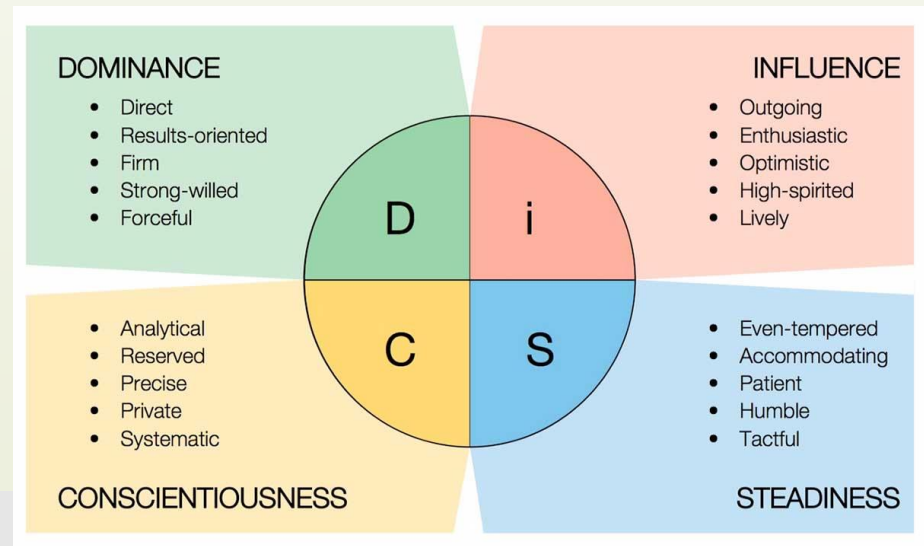 DOMINANCE
• Direct
• Results-oriented
• Firm
• Strong-willed
• Forceful
INFLUENCE
• Outgoing
• Enthusiastic
• Optimistic
• High-spirited
• Lively
D
i
C
S
• Analytical
• Reserved
• Precise
• Private
• Systematic
CONSCIENTIOUSNESS
• Even-tempered
• Accommodating
• Patient
• Humble
• Tactful
STEADINESS